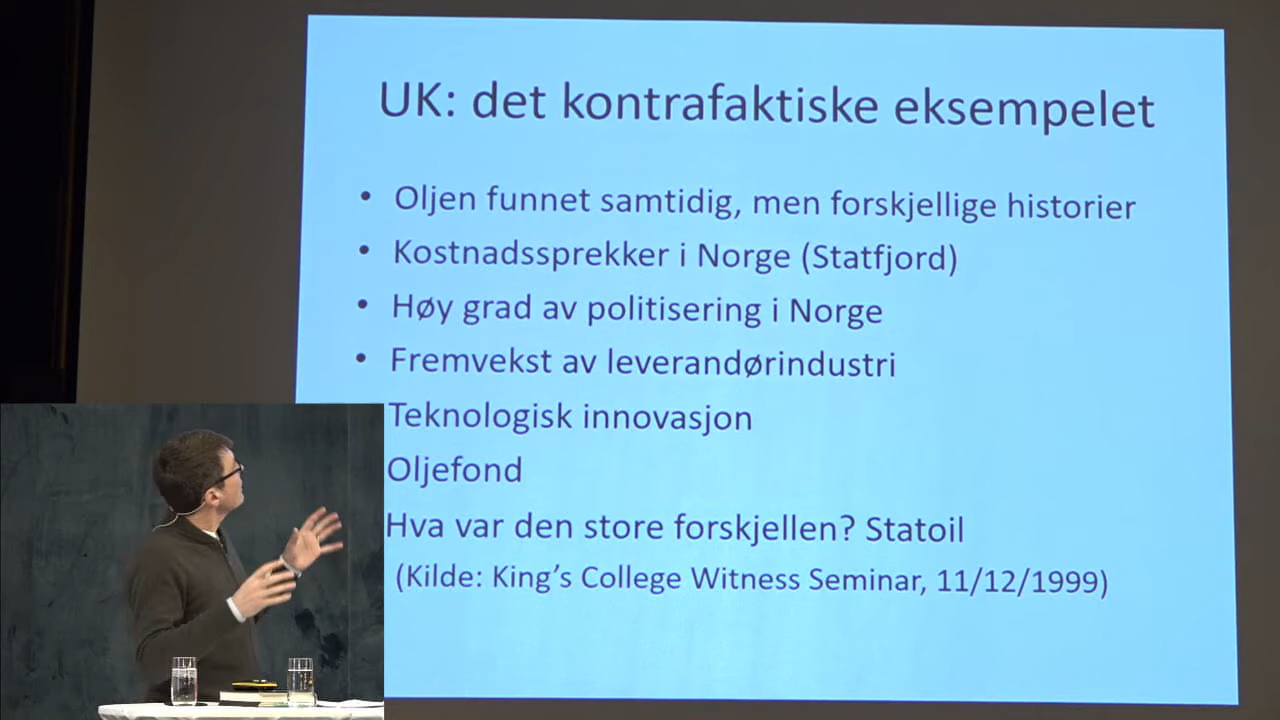 UK: det kontrafaktiske eksempelet
• Oljen funnet samtidig, men forskjellige historier
• Kostnadssprekker i Norge (Statfjord)
• Høy grad av politisering i Norge
• Fremvekst av leverandørindustri
Teknologisk innovasjon
Oljefond
Hva var den store forskjellen? Statoil
(Kilde: King's College Witness Seminar, 11/12/1999)